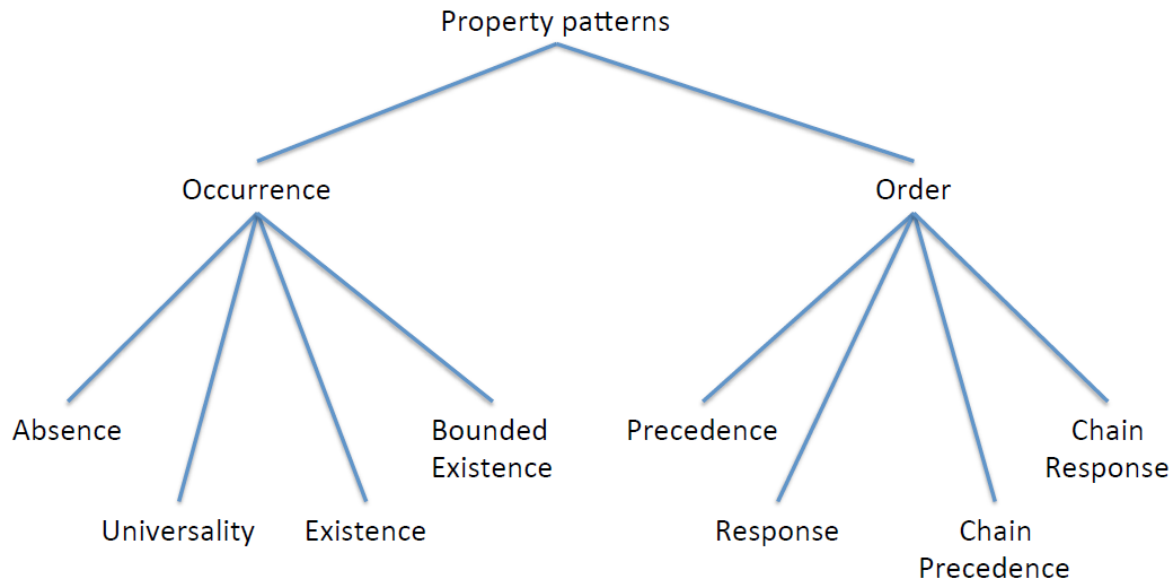 Property patterns
Occurrence
Order
Absence
Bounded
Existence
Precedence
Chain
Response
Universality
Existence
Response
Chain
Precedence